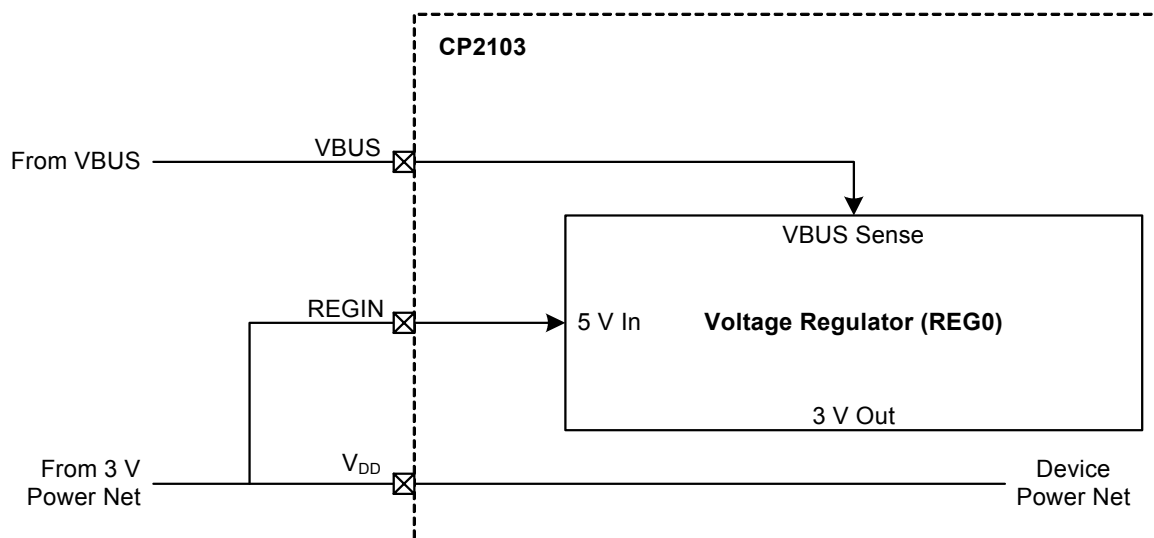 CP2103
VBUS
From VBUS
VBUS Sense
REGIN
5 V In
Voltage Regulator (REG0)
3 V Out
From 3 V
Power Net
VDD
Device
Power Net